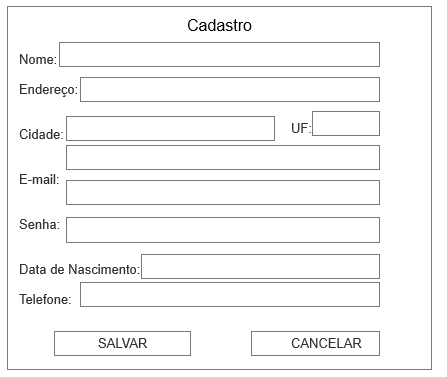 Cadastro
Nome:
Endereço:
Cidade: UF:
E-mail:
Senha:
Data de Nascimento:
Telefone:
SALVAR CANCELAR